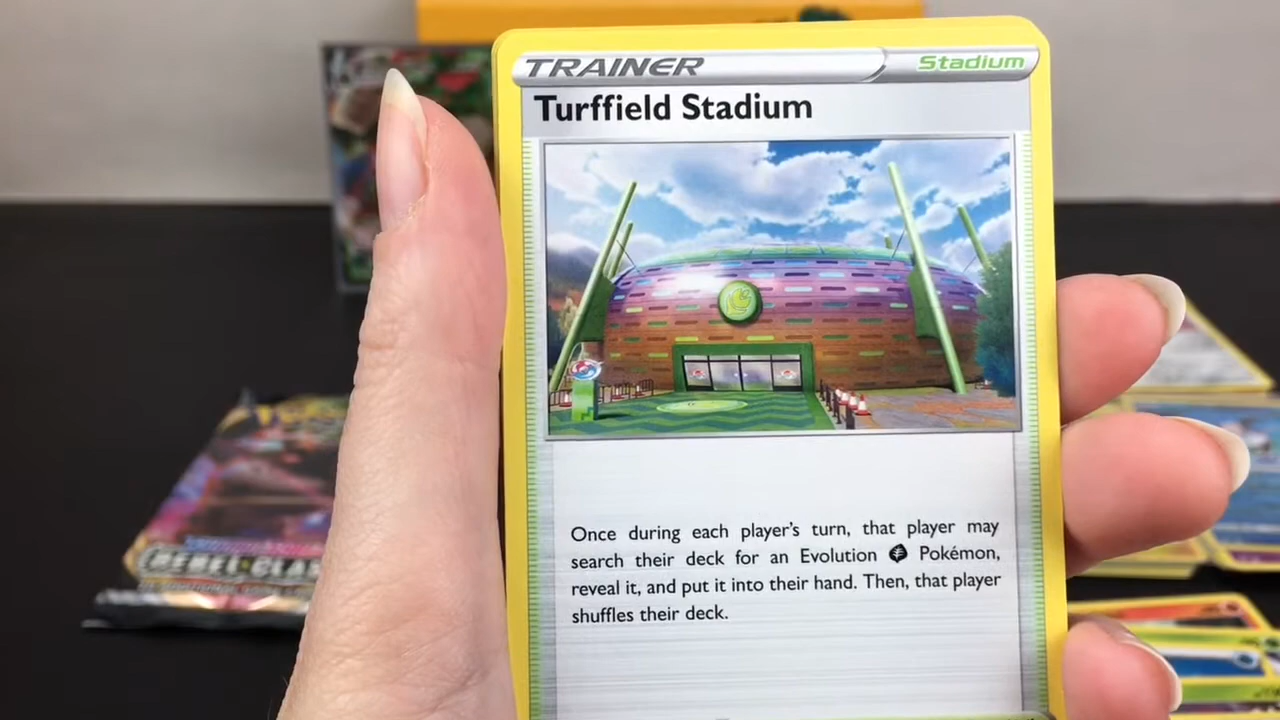 TRAINER
Stadium
Turffield Stadium
Once during each player's turn, that player may
search their deck for an Evolution Pokémon,
reveal it, and put it into their hand. Then, that player
shuffles their deck.
REBEL CLA